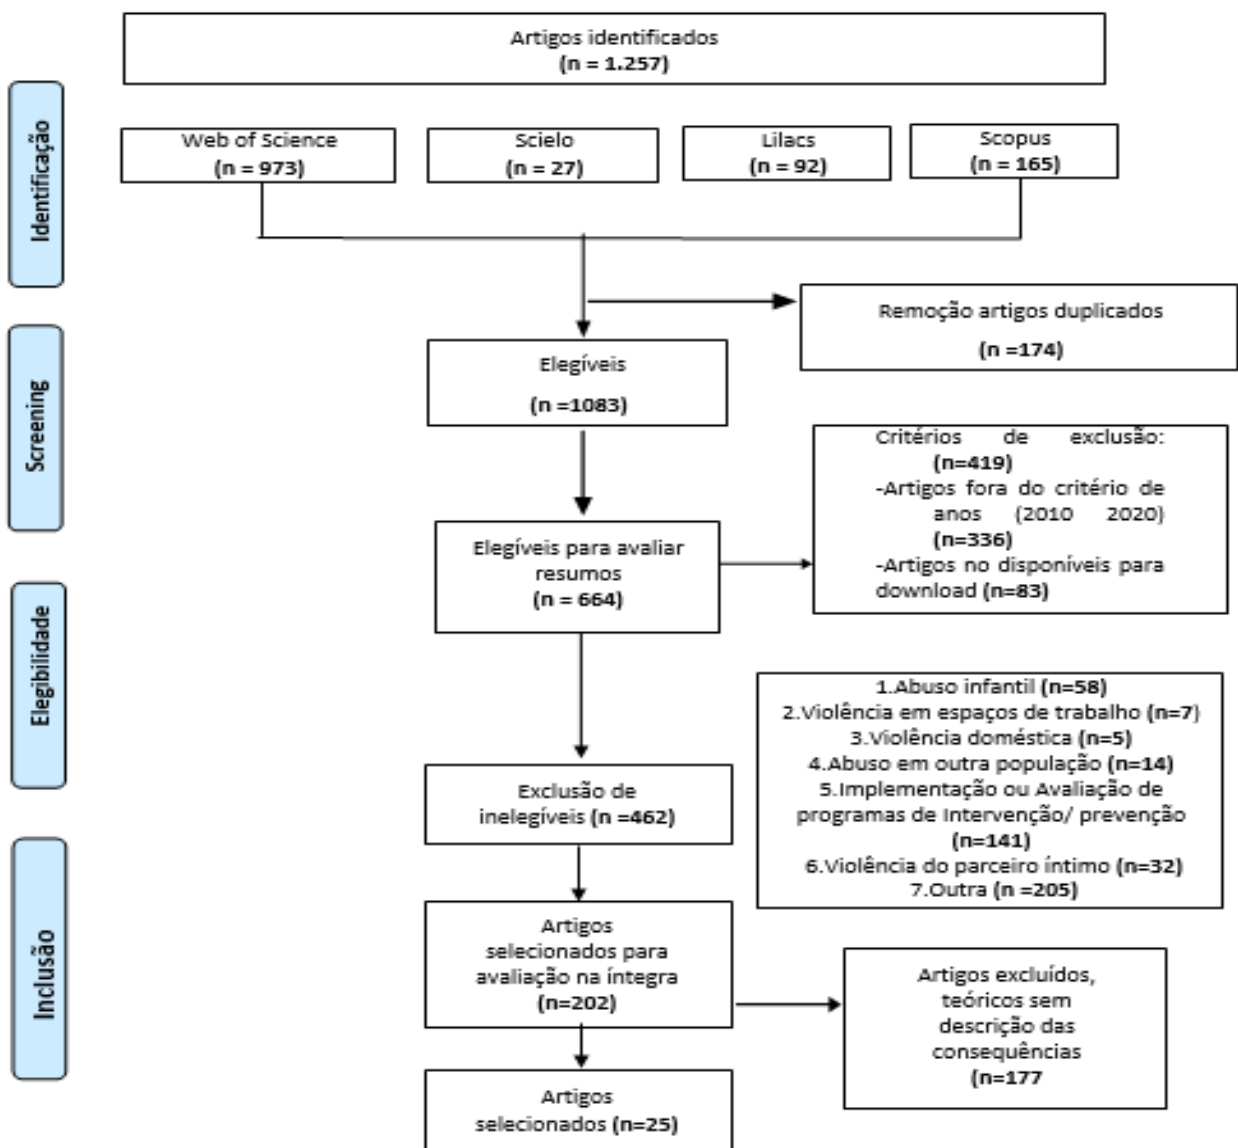 Artigos identificados
(n = 1.257)
Identificação
Web of Science
(n = 973)
Scielo
(n = 27)
Lilacs
(n = 92)
Scopus
(n = 165)
Remoção artigos duplicados
(n =174)
Screening
Elegíveis
(n =1083)
Critérios de exclusão:
(n=419)
-Artigos fora do critério de
anos (2010 2020)
(n=336)
-Artigos no disponíveis para
download (n=83)
Elegíveis para avaliar
resumos
(n = 664)
Elegibilidade
1.Abuso infantil (n=58)
2.Violência em espaços de trabalho (n=7)
3.Violência doméstica (n=5)
4.Abuso em outra população (n=14)
5.Implementação ou Avaliação de
programas de Intervenção/ prevenção
(n=141)
6.Violência do parceiro íntimo (n=32)
7.Outra (n =205)
Exclusão de
inelegíveis (n =462)
Inclusão
Artigos
selecionados para
avaliação na íntegra
(n=202)
Artigos excluídos,
teóricos sem
descrição das
consequências
(n=177
Artigos
selecionados (n=25)